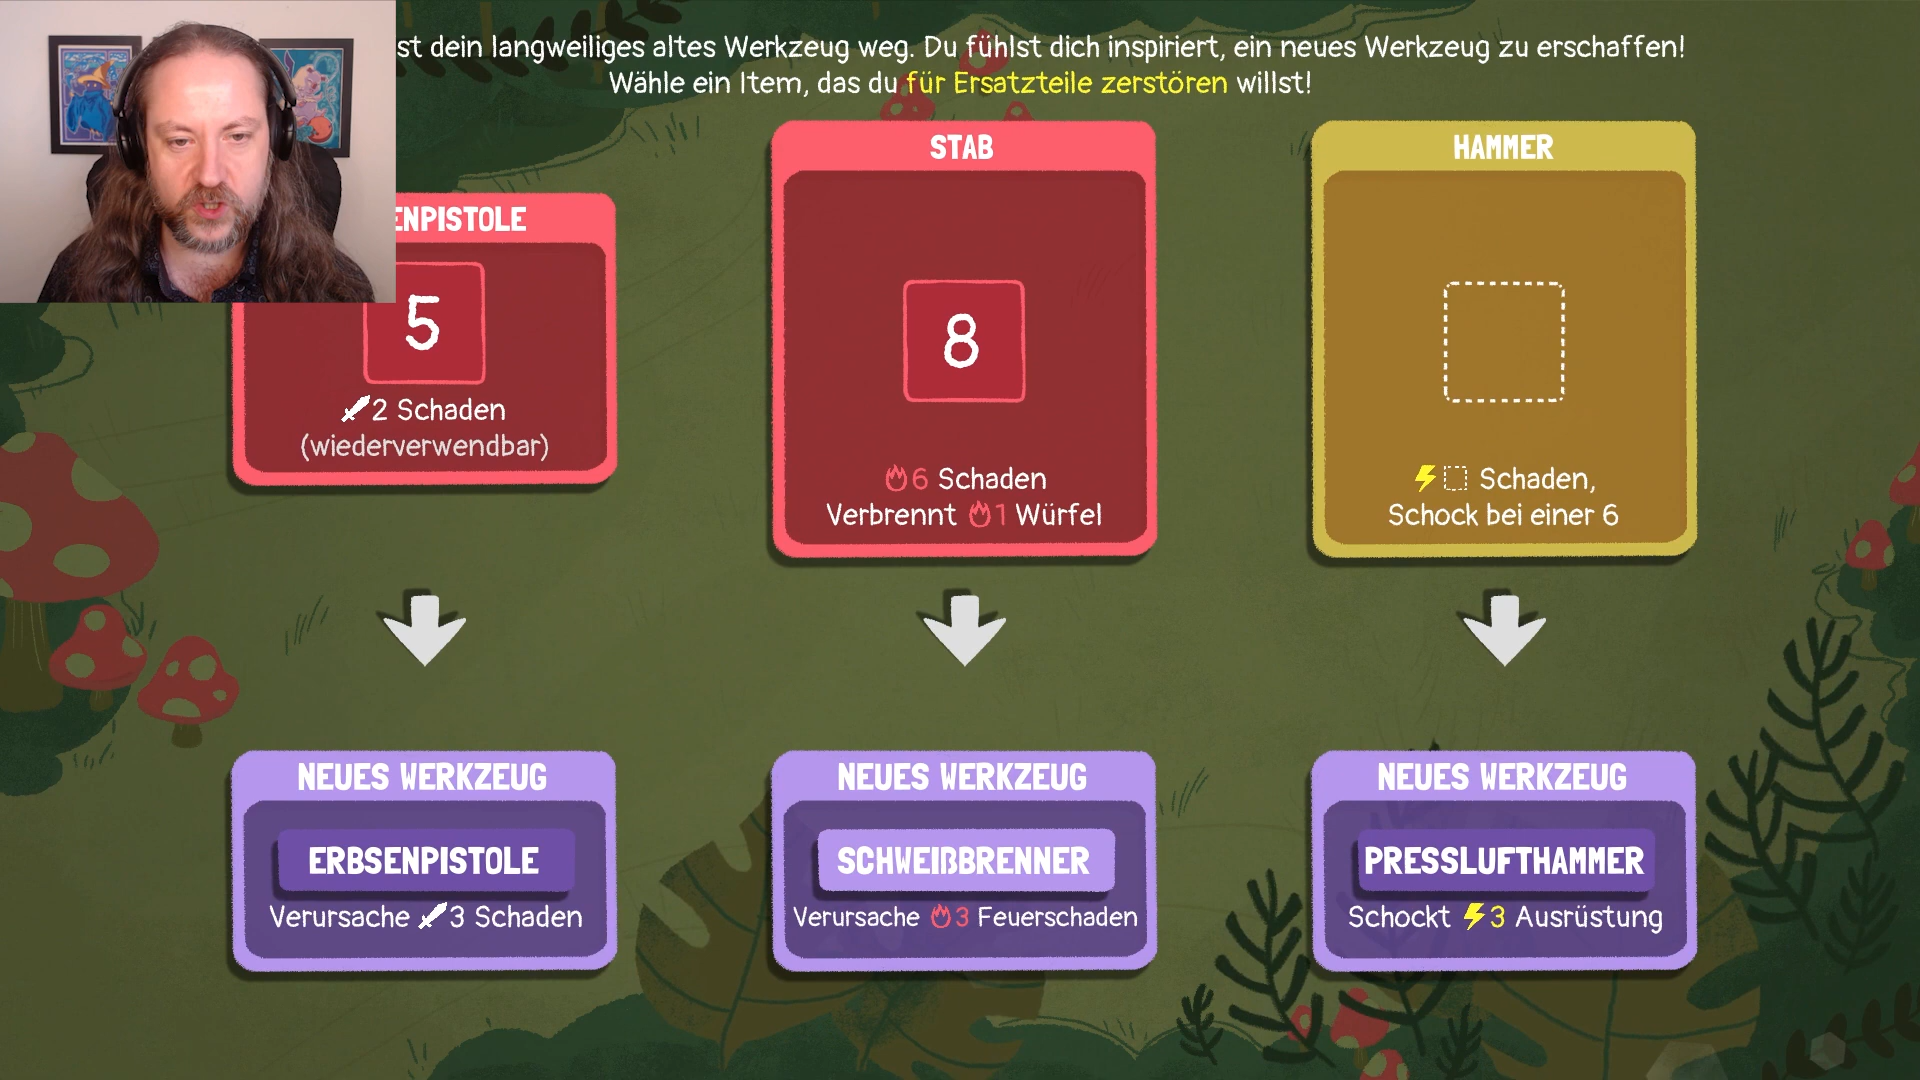 st dein langweiliges altes Werkzeug weg. Du fühlst dich inspiriert, ein neues Werkzeug zu erschaffen!
Wähle ein Item, das du für Ersatzteile zerstören willst!
ENPISTOLE
5
2 Schaden
(wiederverwendbar)
STAB
8
6 Schaden
Verbrennt 1 Würfel
HAMMER
Schaden,
Schock bei einer 6
NEUES WERKZEUG
ERBSENPISTOLE
Verursache 3 Schaden
NEUES WERKZEUG
SCHWEIßBRENNER
Verursache 3 Feuerschaden
NEUES WERKZEUG
PRESSLUFTHAMMER
Schockt 3 Ausrüstung